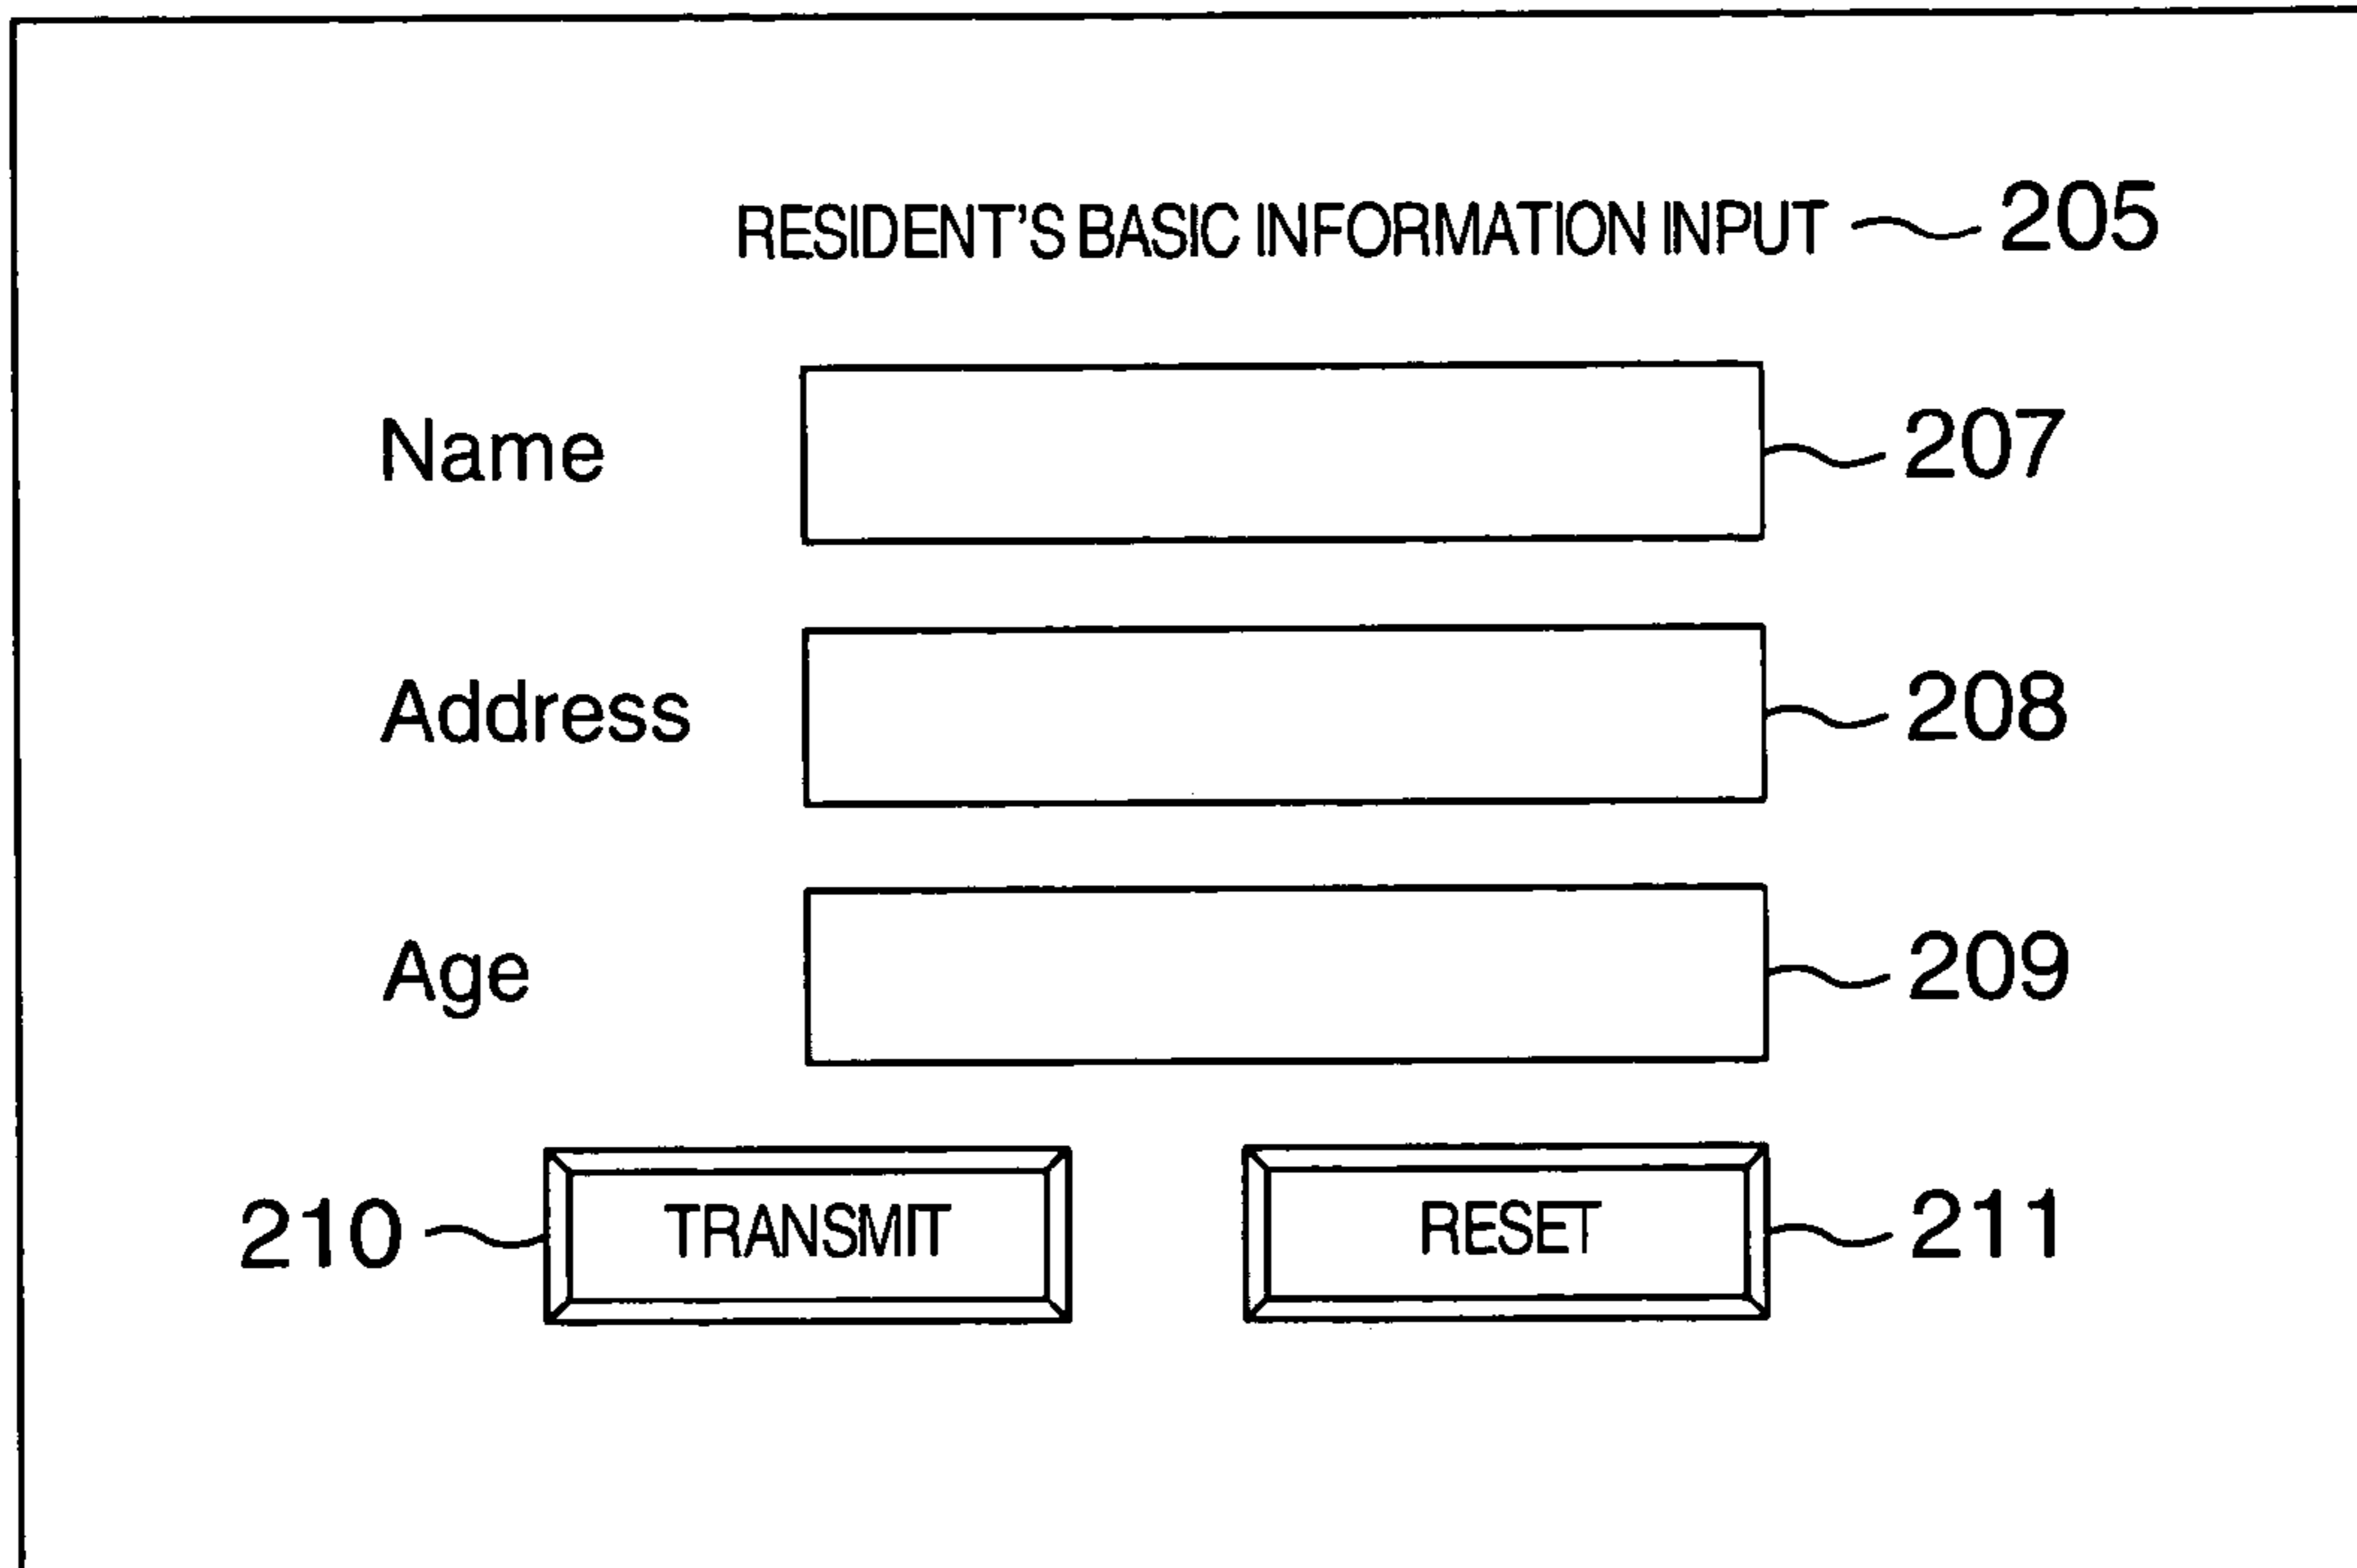 RESIDENT'S BASIC INFORMATION INPUT 205
Name 207
Address 208
Age 209
210 TRANSMIT RESET 211